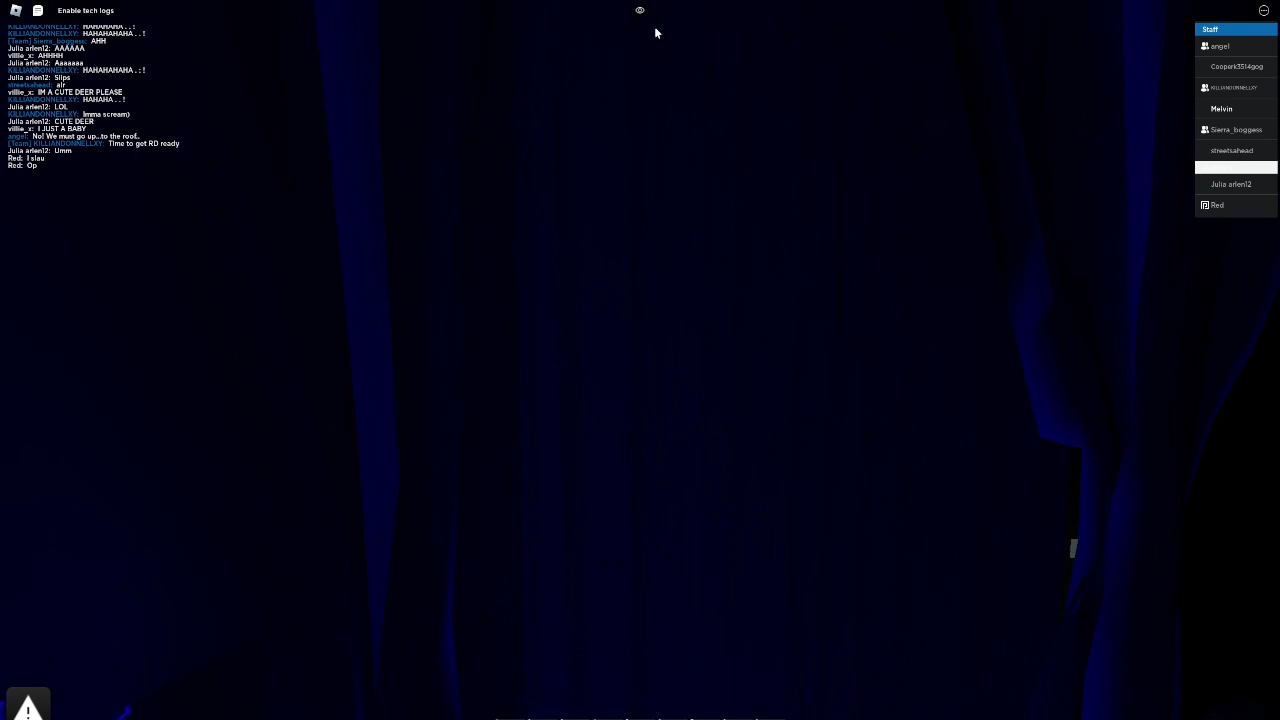 Enable tech logs
KILLIANDONNELLXY: HAHAHAHA . . !
KILLIANDONNELLXY: HAHAHAHAHA . . !
[Team] Sierra_boggess: AHH
Julia arlen12: AAAAAA
villie_x: AHHHH
Julia arlen12: Aaaaaaa
KILLIANDONNELLXY: HAHAHAHAHA . : !
Julia arlen12: Slips
streetsahead: alr
villie_x: IM A CUTE DEER PLEASE
KILLIANDONNELLXY: HAHAHA . . !
Julia arlen12: LOL
KILLIANDONNELLXY: Imma scream)
Julia arlen12: CUTE DEER
villie_x: I JUST A BABY
angel: No! We must go up...to the roof..
[Team] KILLIANDONNELLXY: Time to get RD ready
Julia arlen12: Umm
Red: I slau
Red: Op
Staff
angel
Cooperk3514gog
KILLIANDONNELLXY
Melvin
Sierra_boggess
streetsahead
Julia arlen12
Red